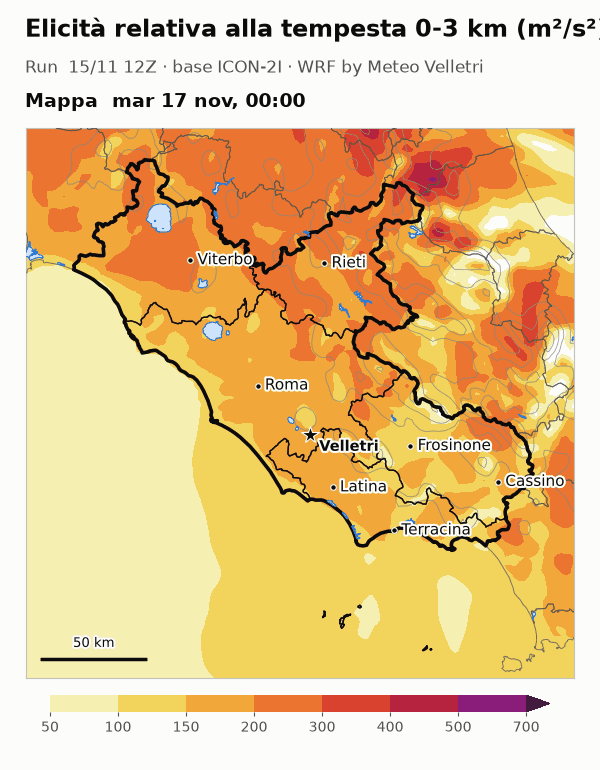 Elicità relativa alla tempesta 0-3 km (m²/s²)
Run  15/11 12Z · base ICON-2I · WRF by Meteo Velletri
Mappa  mar 17 nov, 00:00
Viterbo
Rieti
Roma
Velletri
Frosinone
Latina
Cassino
Terracina
50 km
50 100 150 200 300 400 500 700